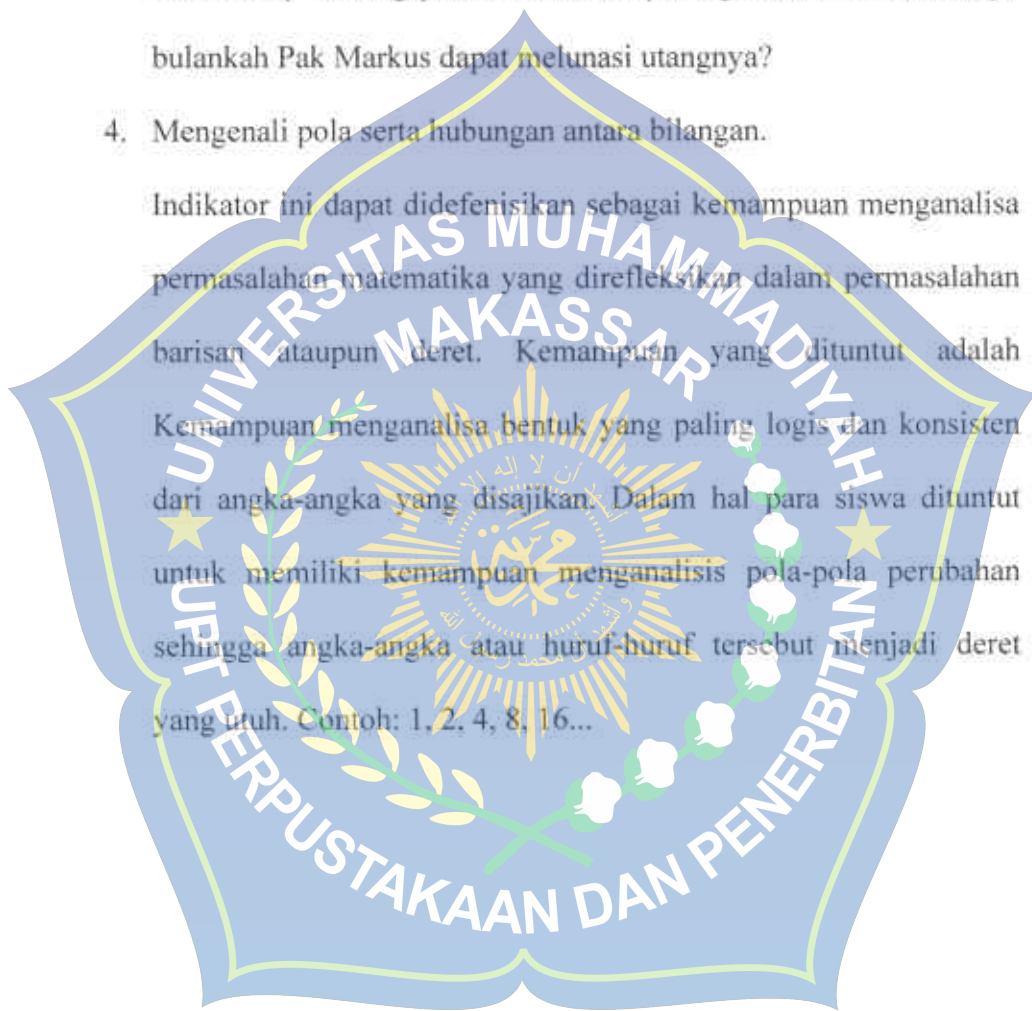 bulankah Pak Markus dapat melunasi utangnya?
4. Mengenali pola serta hubungan antara bilangan.
Indikator ini dapat didefenisikan sebagai kemampuan menganalisa
permasalahan matematika yang direfleksikan dalam permasalahan
barisan ataupun deret. Kemampuan yang dituntut adalah
Kemampuan menganalisa bentuk yang paling logis dan konsisten
dari angka-angka yang disajikan. Dalam hal para siswa dituntut
untuk memiliki kemampuan menganalisis pola-pola perubahan
sehingga angka-angka atau huruf-huruf tersebut menjadi deret
yang utuh. Contoh: 1, 2, 4, 8, 16...
UNIVERSITAS MUHAMMADIYAH
MAKASSAR
UPT PERPUSTAKAAN DAN PENERBITAN